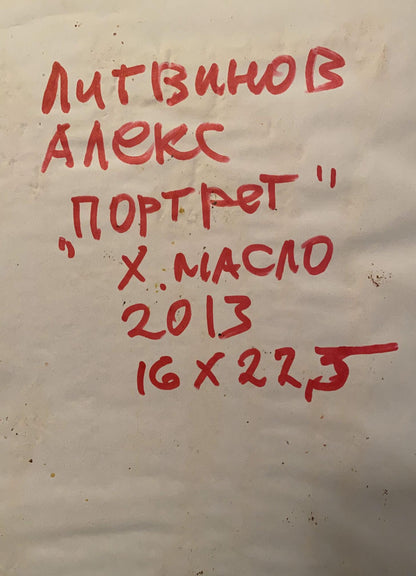 Литвинов
Алекс
"Портрет"
Х. масло
2013
16 х 22,5